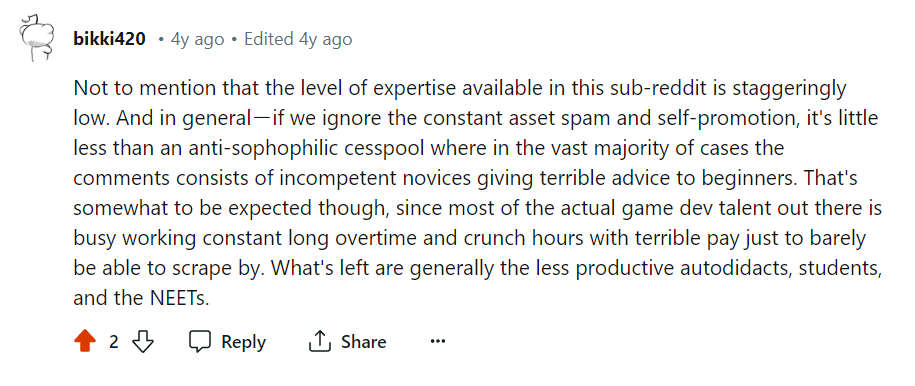 bikki420 • 4y ago • Edited 4y ago
Not to mention that the level of expertise available in this sub-reddit is staggeringly
low. And in general—if we ignore the constant asset spam and self-promotion, it's little
less than an anti-sophophilic cesspool where in the vast majority of cases the
comments consists of incompetent novices giving terrible advice to beginners. That's
somewhat to be expected though, since most of the actual game dev talent out there is
busy working constant long overtime and crunch hours with terrible pay just to barely
be able to scrape by. What's left are generally the less productive autodidacts, students,
and the NEETs.
2 Reply Share ...